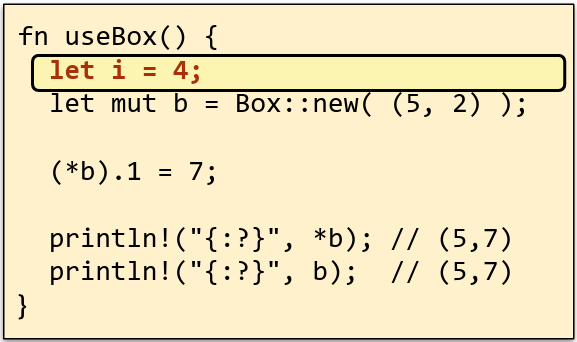 fn useBox() {
let i = 4;
let mut b = Box::new( (5, 2) );
(*b).1 = 7;
println!("{:?}", *b); // (5,7)
println!("{:?}", b);  // (5,7)
}